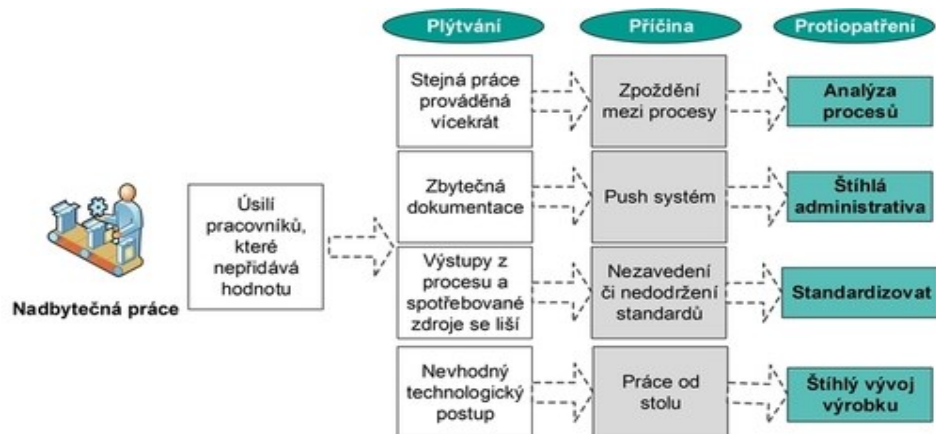 Plýtvání
Příčina
Protiopatření
Stejná práce
prováděná
vícekrát
Zpoždění
mezi procesy
Analýza
procesů
Zbytečná
dokumentace
Push systém
Štíhlá
administrativa
Úsilí
pracovníků,
které
nepřidává
hodnotu
Nadbytečná práce
Výstupy z
procesu a
spotřebované
zdroje se liší
Nezavedení
či nedodržení
standardů
Standardizovat
Nevhodný
technologický
postup
Práce od
stolu
Štíhlý vývoj
výrobku